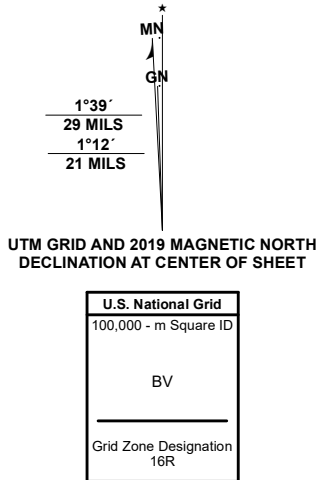 MN
GN
1°39´
29 MILS
1°12´
21 MILS
UTM GRID AND 2019 MAGNETIC NORTH
DECLINATION AT CENTER OF SHEET
U.S. National Grid
100,000 - m Square ID
BV
Grid Zone Designation
16R